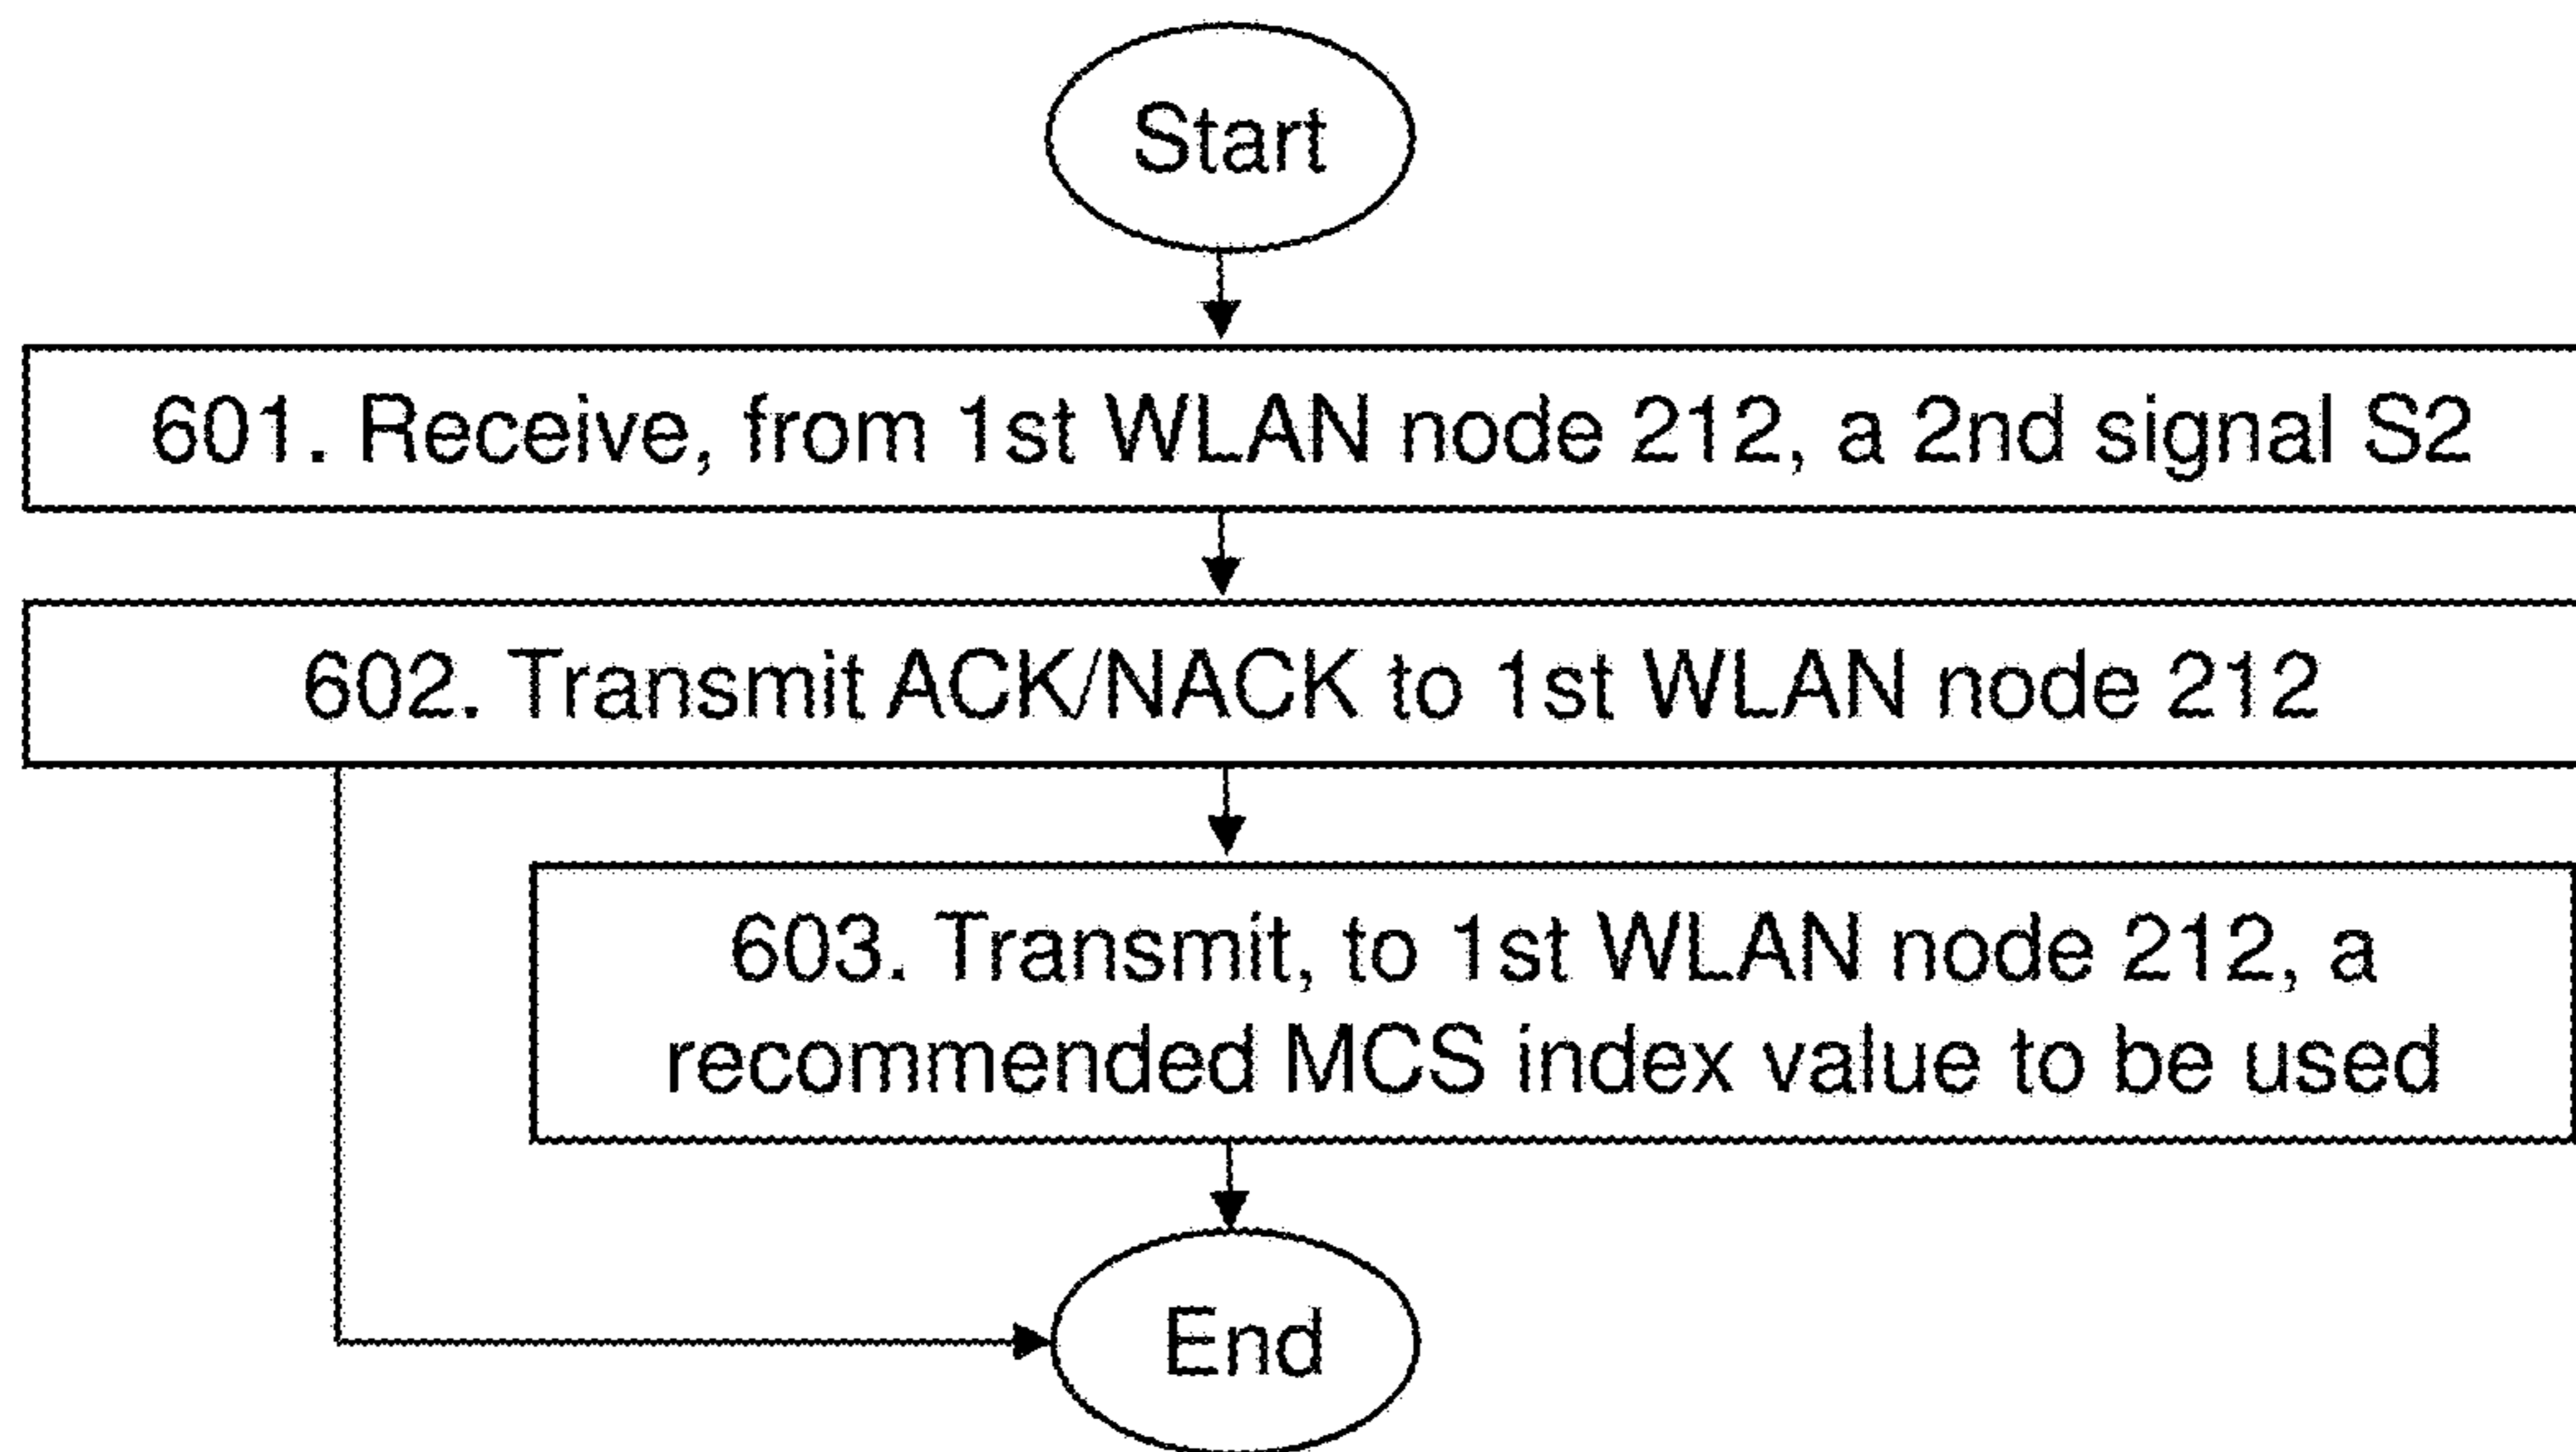 Start
601. Receive, from 1st WLAN node 212, a 2nd signal S2
602. Transmit ACK/NACK to 1st WLAN node 212
603. Transmit, to 1st WLAN node 212, a
recommended MCS index value to be used
End